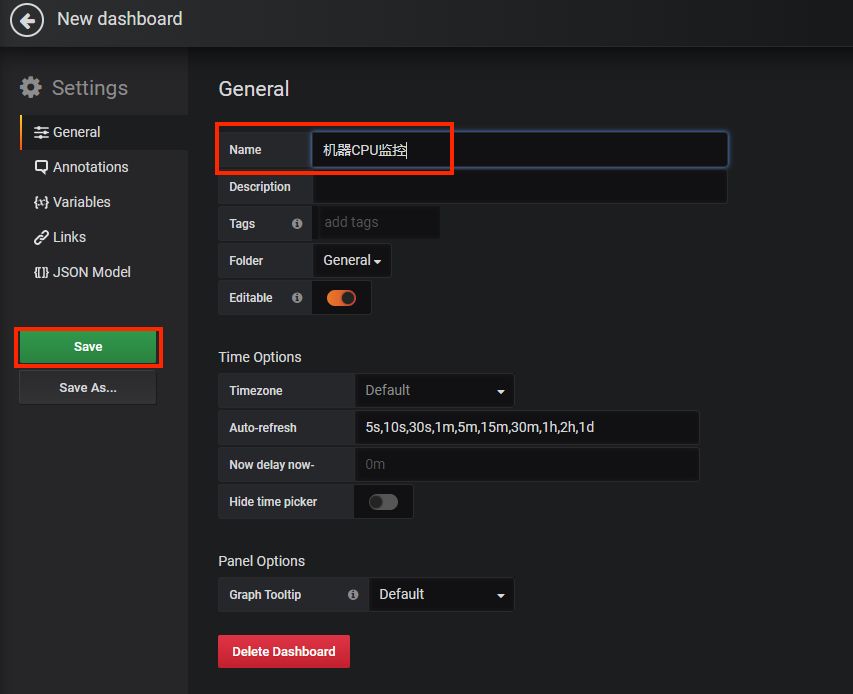 New dashboard
Settings
General
Annotations
Variables
Links
JSON Model
Save
Save As...
General
Name 机器CPU监控
Description
Tags add tags
Folder General
Editable
Time Options
Timezone Default
Auto-refresh 5s,10s,30s,1m,5m,15m,30m,1h,2h,1d
Now delay now- 0m
Hide time picker
Panel Options
Graph Tooltip Default
Delete Dashboard